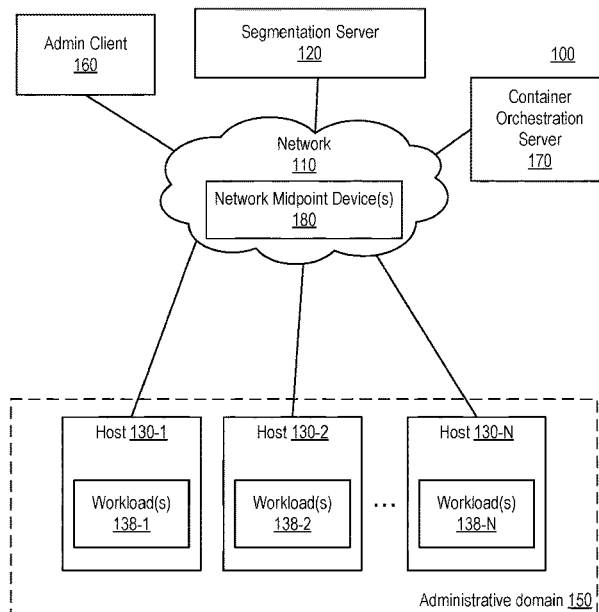 Admin Client
160
Segmentation Server
120
100
Container
Orchestration
Server
170
Network
110
Network Midpoint Device(s)
180
Host 130-1
Host 130-2
Host 130-N
Workload(s)
138-1
Workload(s)
138-2
...
Workload(s)
138-N
Administrative domain 150